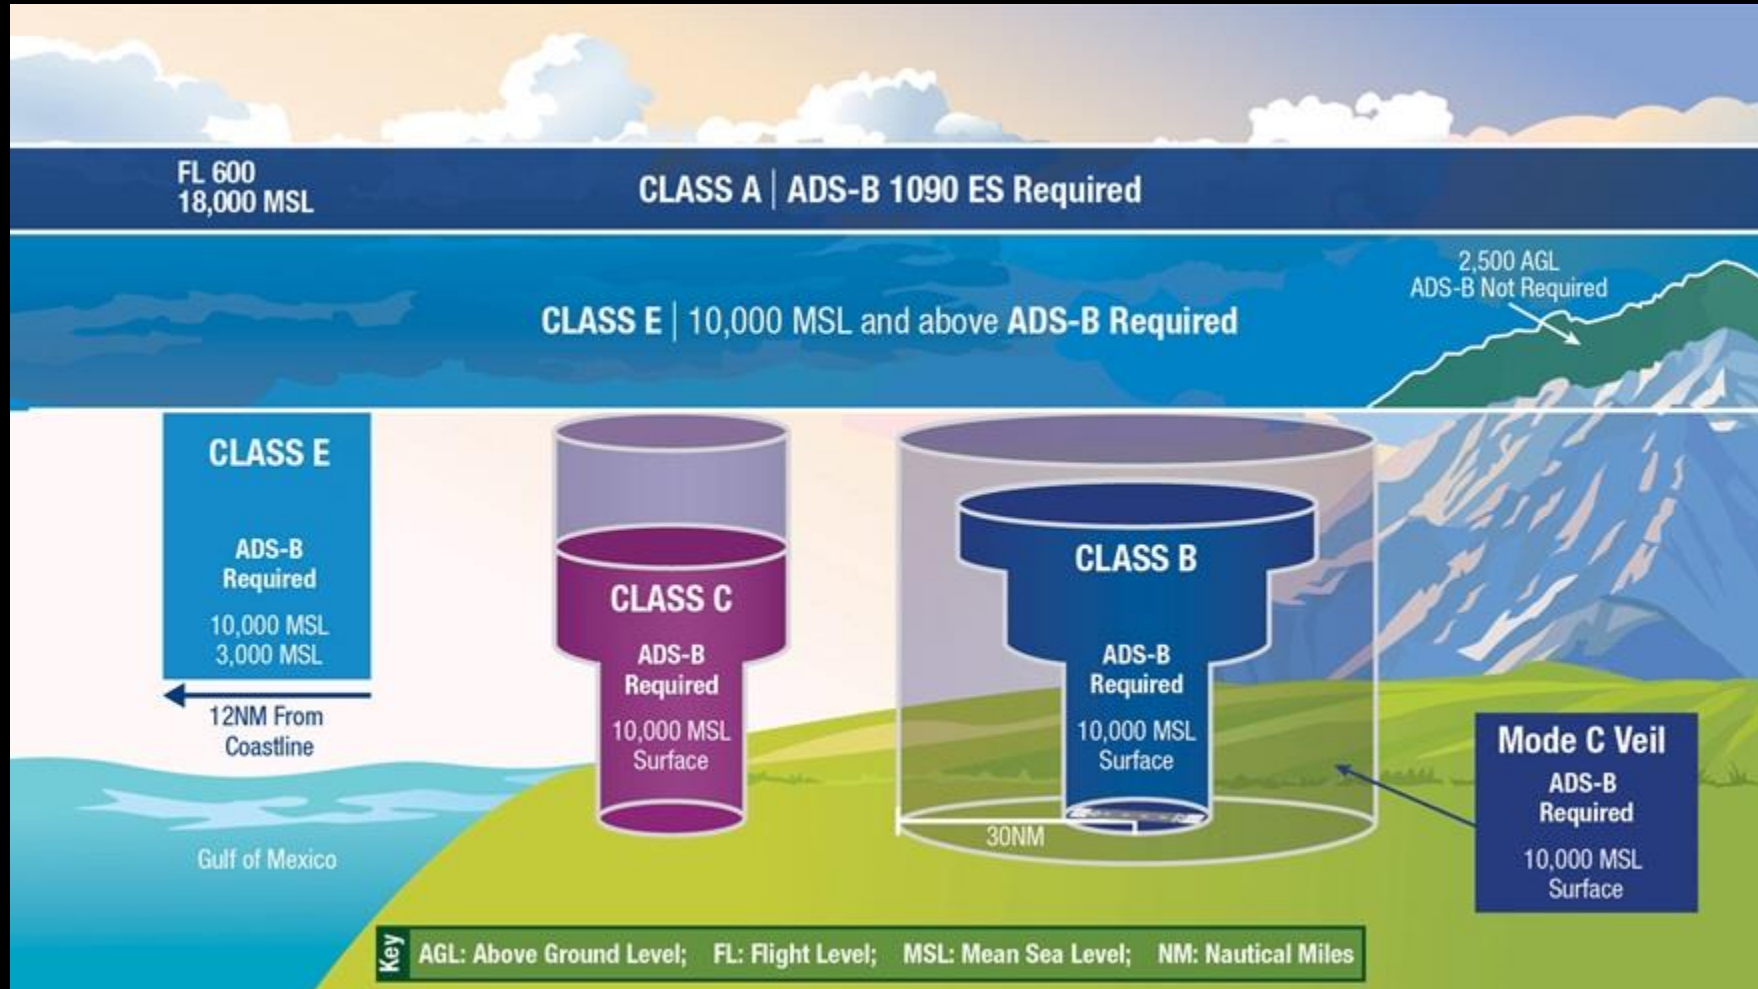 FL 600
18,000 MSL
CLASS A | ADS-B 1090 ES Required
2,500 AGL
ADS-B Not Required
CLASS E | 10,000 MSL and above ADS-B Required
CLASS E
ADS-B
Required
10,000 MSL
3,000 MSL
12NM From
Coastline
Gulf of Mexico
CLASS C
ADS-B
Required
10,000 MSL
Surface
CLASS B
ADS-B
Required
10,000 MSL
Surface
30NM
Mode C Veil
ADS-B
Required
10,000 MSL
Surface
Key
AGL: Above Ground Level; FL: Flight Level; MSL: Mean Sea Level; NM: Nautical Miles